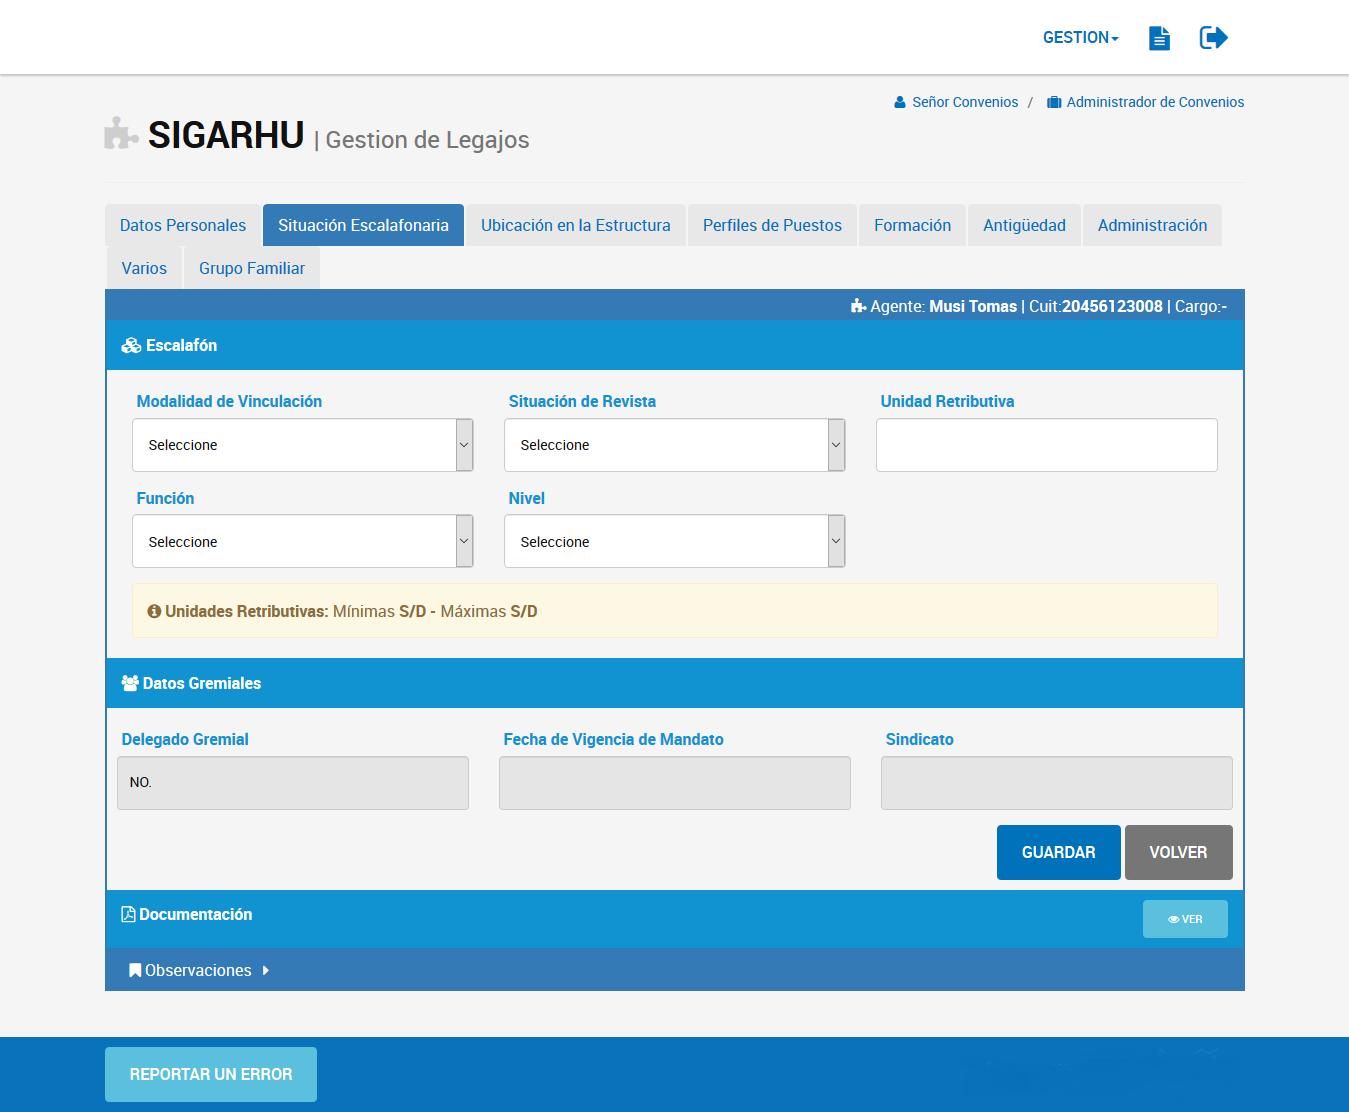 GESTION
Señor Convenios / Administrador de Convenios
SIGARHU | Gestion de Legajos
Datos Personales Situación Escalafonaria Ubicación en la Estructura Perfiles de Puestos Formación Antigüedad Administración
Varios Grupo Familiar
Agente: Musi Tomas | Cuit:20456123008 | Cargo:-
Escalafón
Modalidad de Vinculación Situación de Revista Unidad Retributiva
Seleccione Seleccione
Función Nivel
Seleccione Seleccione
Unidades Retributivas: Mínimas S/D - Máximas S/D
Datos Gremiales
Delegado Gremial Fecha de Vigencia de Mandato Sindicato
NO.
GUARDAR VOLVER
Documentación VER
Observaciones
REPORTAR UN ERROR